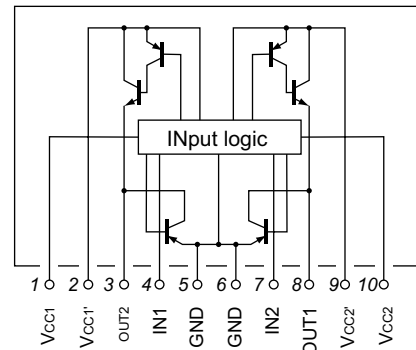 INput logic
1 2 3 4 5 6 7 8 9 10
VCC1
VCC1'
OUT2
IN1
GND
GND
IN2
OUT1
VCC2'
VCC2